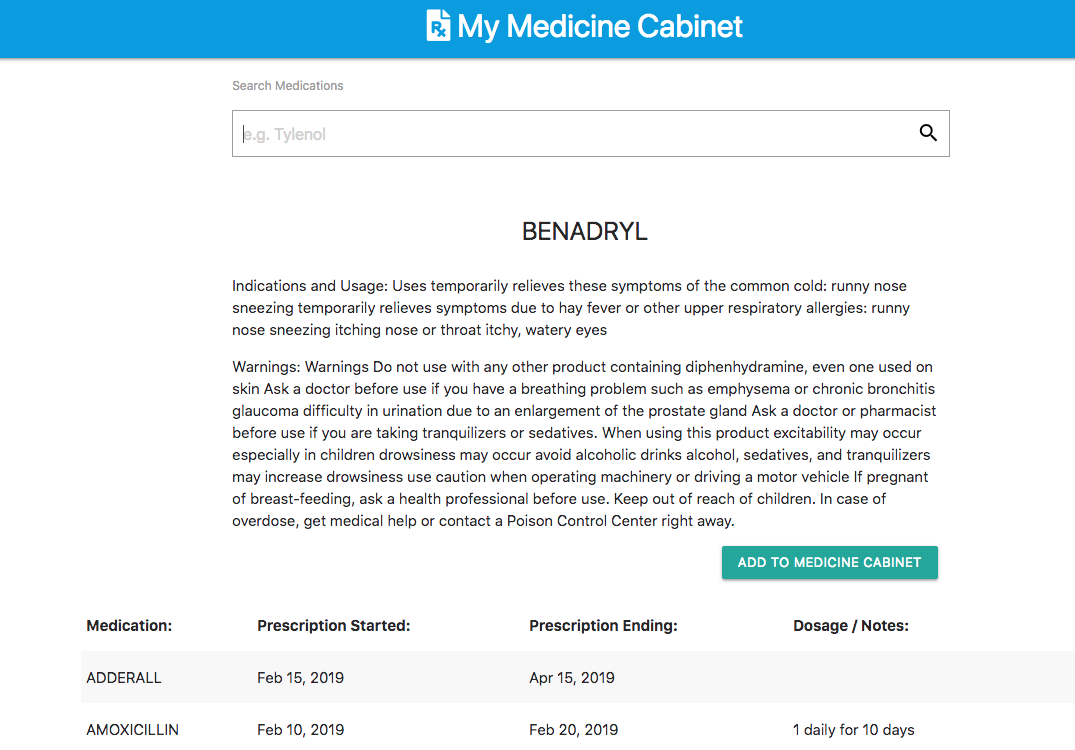 My Medicine Cabinet
Search Medications
e.g. Tylenol
BENADRYL
Indications and Usage: Uses temporarily relieves these symptoms of the common cold: runny nose
sneezing temporarily relieves symptoms due to hay fever or other upper respiratory allergies: runny
nose sneezing itching nose or throat itchy, watery eyes
Warnings: Warnings Do not use with any other product containing diphenhydramine, even one used on
skin Ask a doctor before use if you have a breathing problem such as emphysema or chronic bronchitis
glaucoma difficulty in urination due to an enlargement of the prostate gland Ask a doctor or pharmacist
before use if you are taking tranquilizers or sedatives. When using this product excitability may occur
especially in children drowsiness may occur avoid alcoholic drinks alcohol, sedatives, and tranquilizers
may increase drowsiness use caution when operating machinery or driving a motor vehicle If pregnant
of breast-feeding, ask a health professional before use. Keep out of reach of children. In case of
overdose, get medical help or contact a Poison Control Center right away.
ADD TO MEDICINE CABINET
Medication: Prescription Started: Prescription Ending: Dosage / Notes:
ADDERALL Feb 15, 2019 Apr 15, 2019
AMOXICILLIN Feb 10, 2019 Feb 20, 2019 1 daily for 10 days